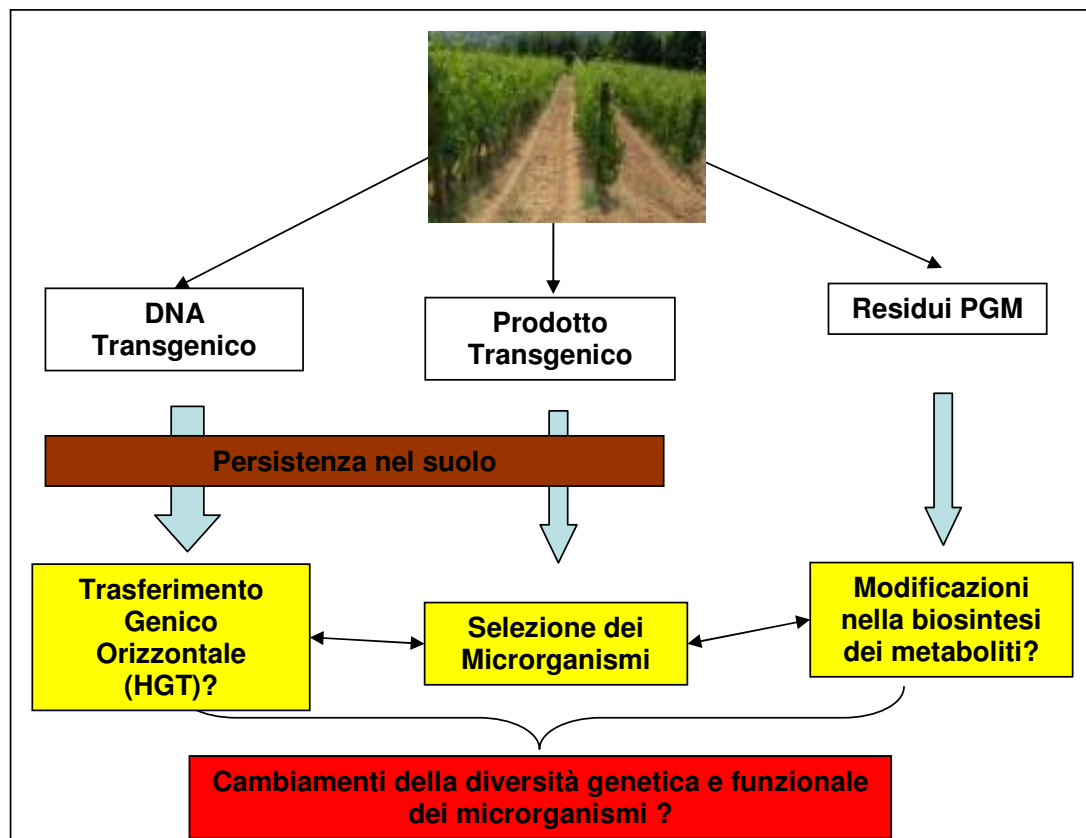 DNA
Transgenico
Prodotto
Transgenico
Residui PGM
Persistenza nel suolo
Trasferimento
Genico
Orizzontale
(HGT)?
Selezione dei
Microrganismi
Modificazioni
nella biosintesi
dei metaboliti?
Cambiamenti della diversità genetica e funzionale
dei microrganismi ?